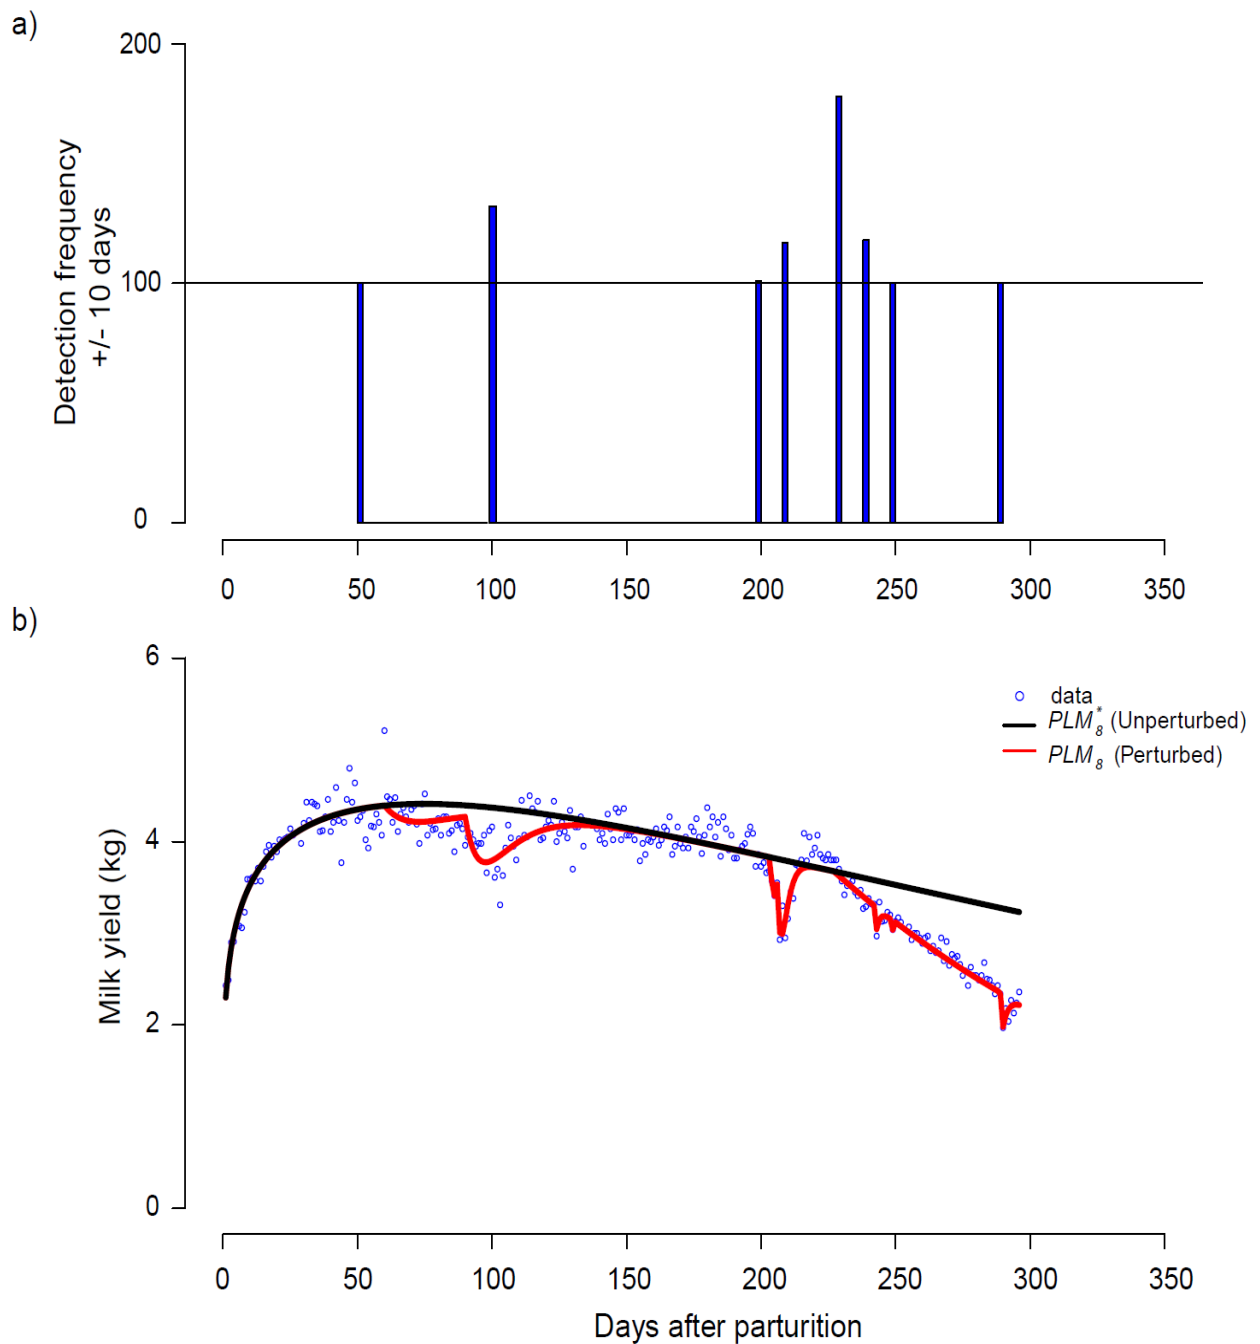 a)
200
100
0
Detection frequency
+/- 10 days
0 50 100 150 200 250 300 350
b)
6
4
2
0
Milk yield (kg)
data
PLM*8 (Unperturbed)
PLM8 (Perturbed)
0 50 100 150 200 250 300 350
Days after parturition